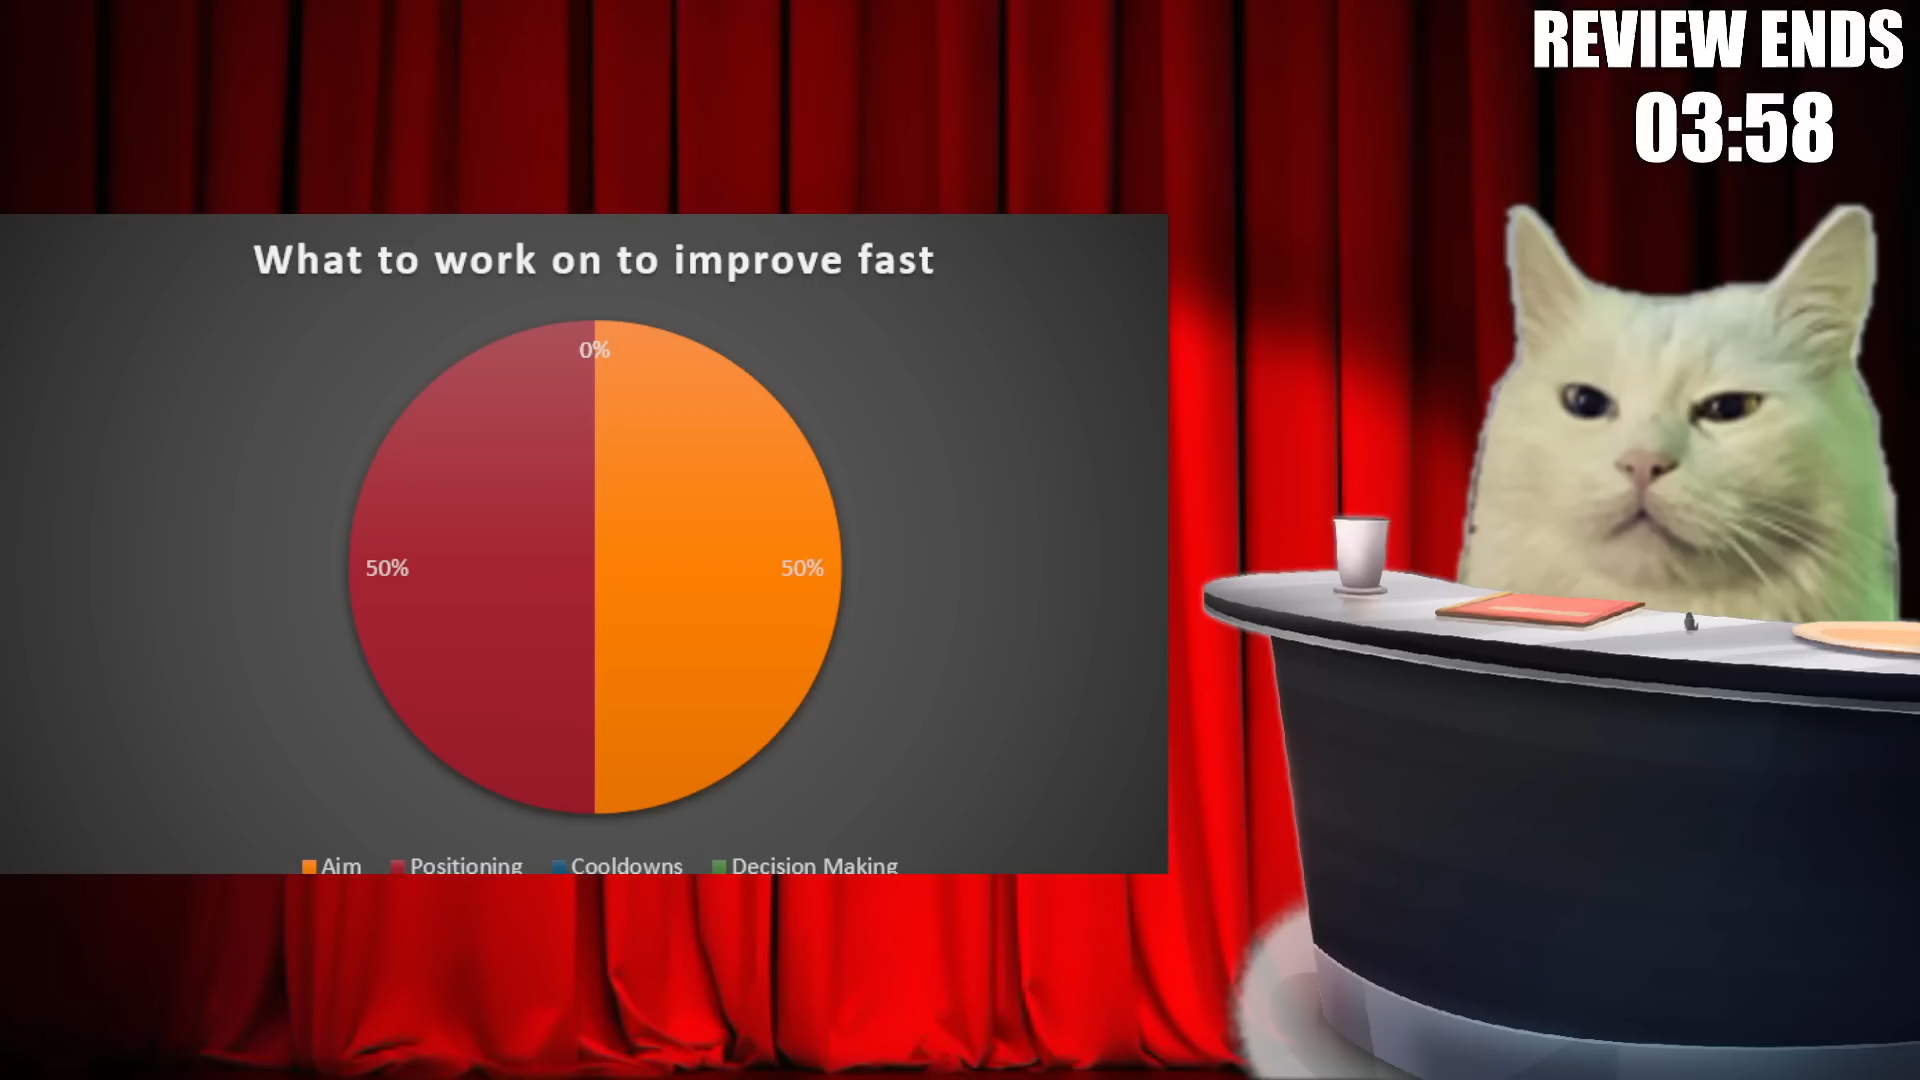 REVIEW ENDS
03:58
What to work on to improve fast
0%
50%
50%
Aim Positioning Cooldowns Decision Making